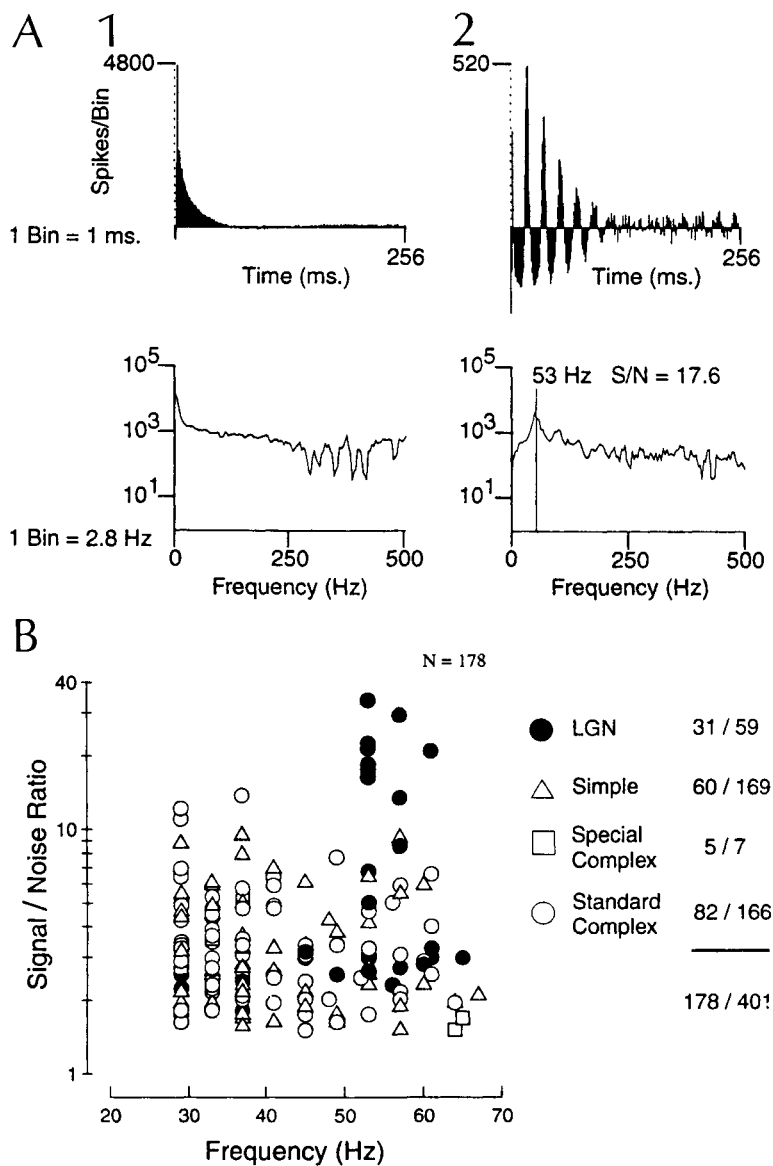 A
1
2
4800
520
Spikes/Bin
1 Bin = 1 ms.
256
256
Time (ms.)
Time (ms.)
10^5
10^3
10^1
10^5
10^3
10^1
53 Hz S/N = 17.6
1 Bin = 2.8 Hz
0
250
500
0
250
500
Frequency (Hz)
Frequency (Hz)
B
N = 178
Signal / Noise Ratio
40
10
1
20
30
40
50
60
70
Frequency (Hz)
LGN 31 / 59
Simple 60 / 169
Special
Complex 5 / 7
Standard
Complex 82 / 166
178 / 401